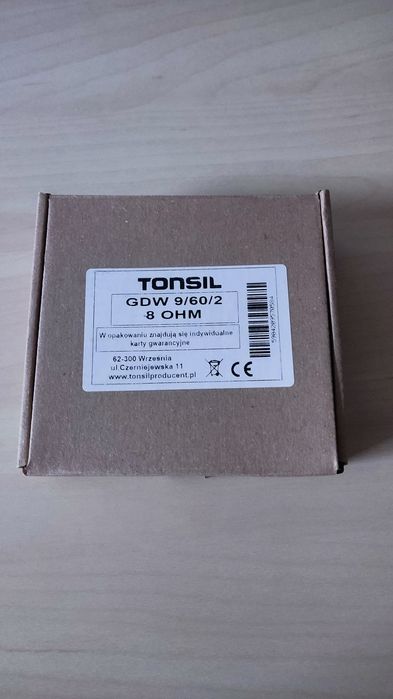 TONSIL
GDW 9/60/2
8 OHM
W opakowaniu znajdują się indywidualne
karty gwarancyjne
62-300 Września
ul.Czerniejewska 11
www.tonsilproducent.pl
CE